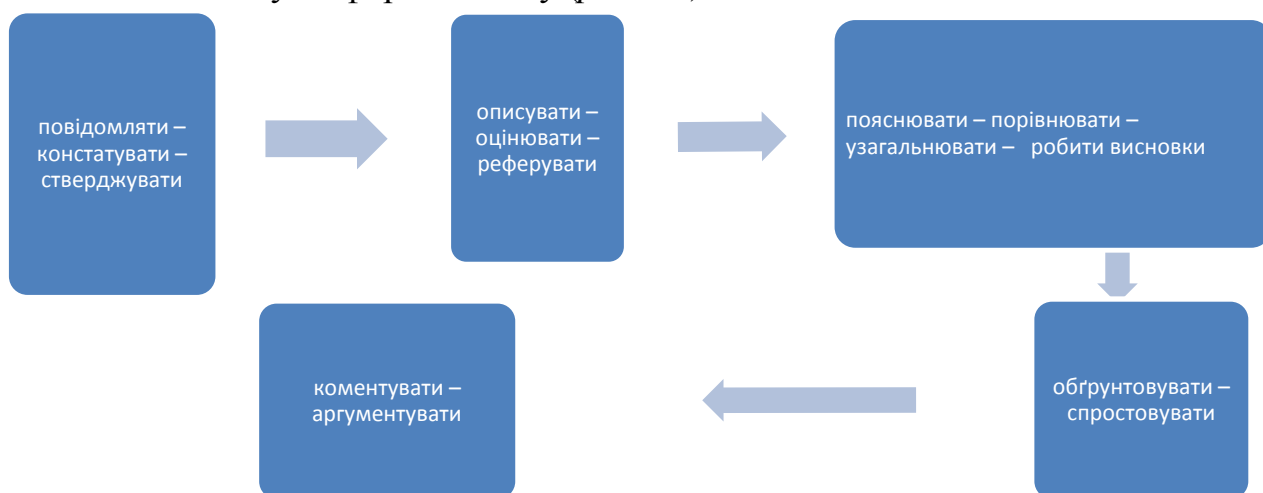 повідомляти –
констатувати –
стверджувати
описувати –
оцінювати –
реферувати
пояснювати – порівнювати –
узагальнювати – робити висновки
обґрунтовувати –
спростовувати
коментувати –
аргументувати